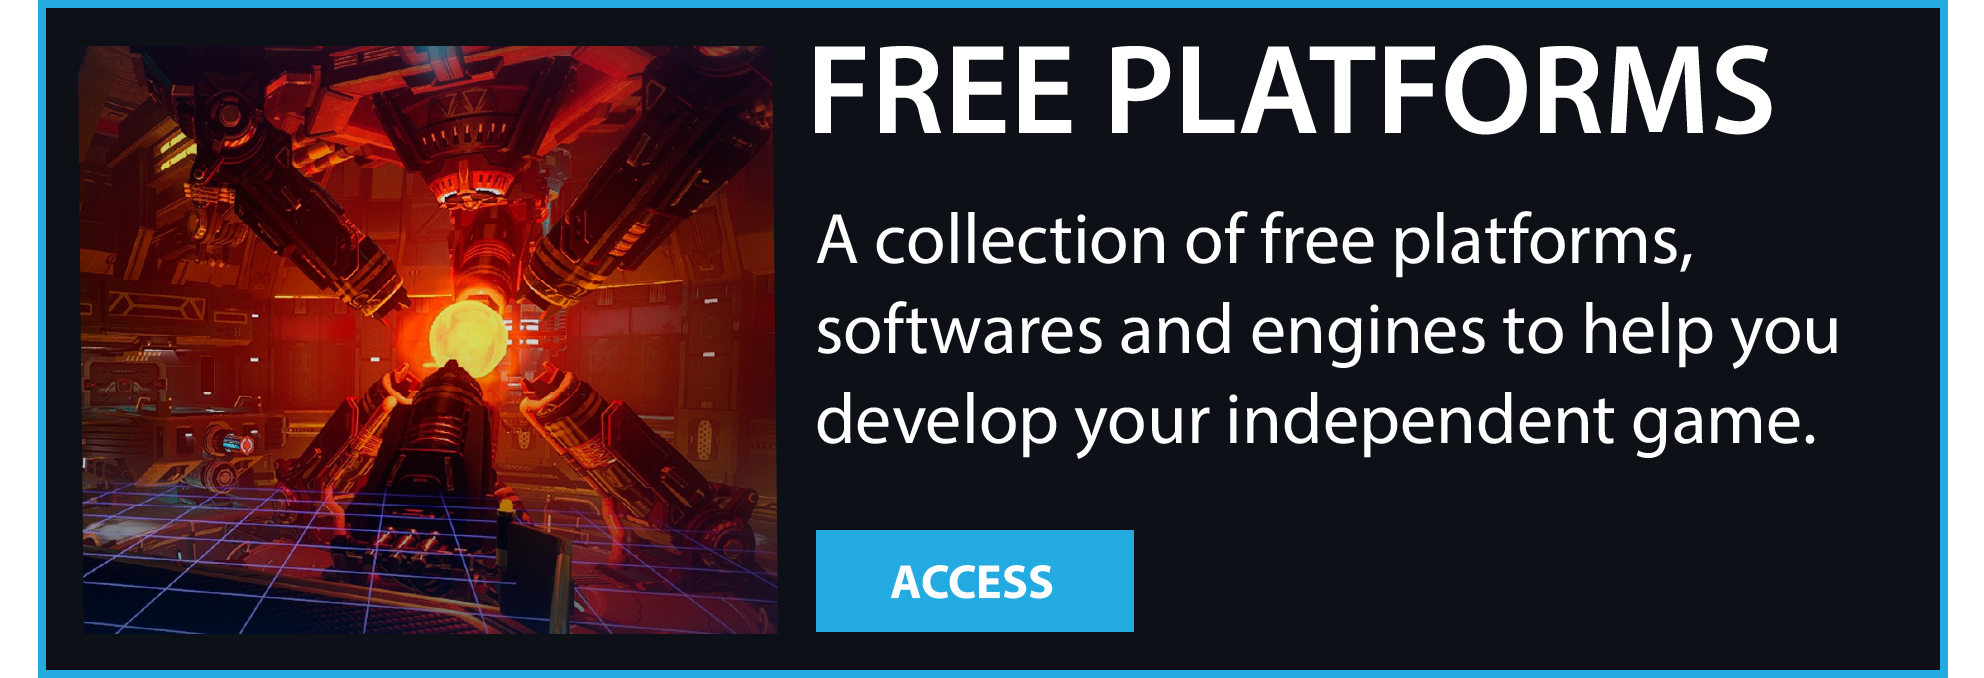 FREE PLATFORMS
A collection of free platforms,
softwares and engines to help you
develop your independent game.
ACCESS